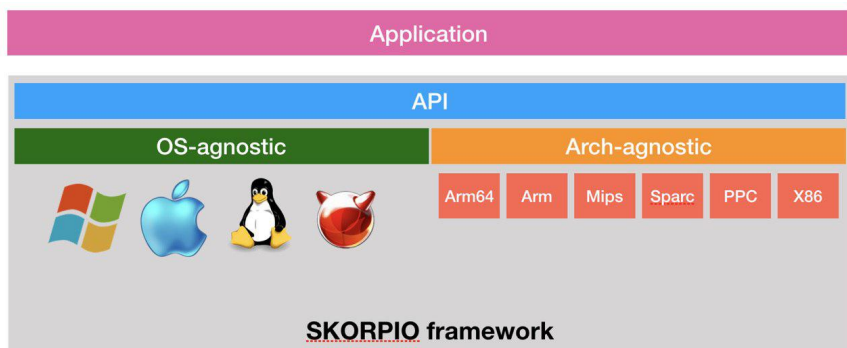 Application
API
OS-agnostic Arch-agnostic
Arm64 Arm Mips Sparc PPC X86
SKORPIO framework